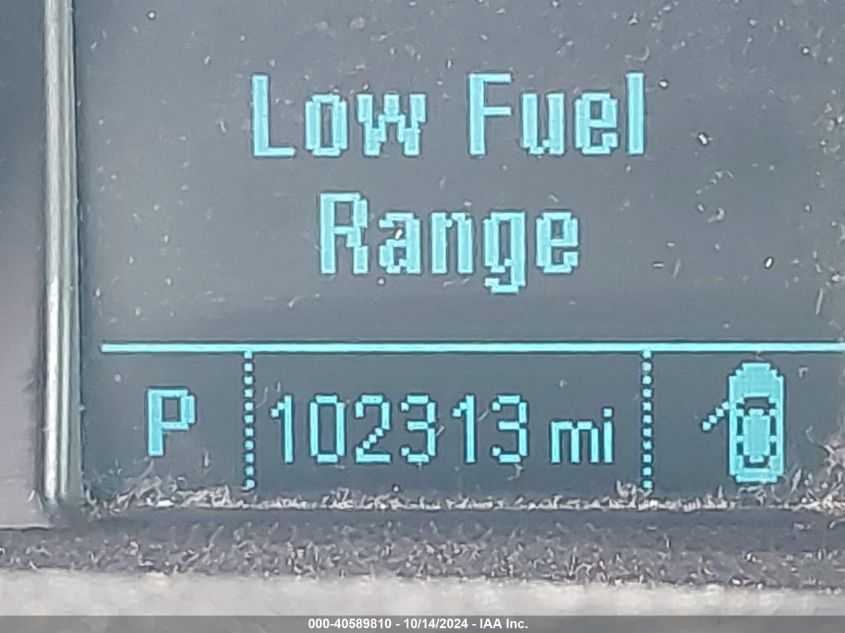 Low Fuel
Range
P 102313 mi
000-40589810 - 10/14/2024 - IAA Inc.